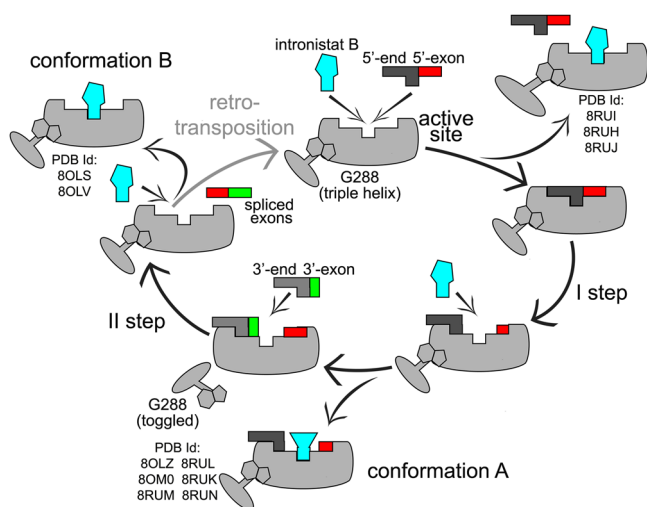 conformation B
PDB Id:
8OLS
8OLV
retro-
transposition
intronistat B
5'-end 5'-exon
active
site
G288
(triple helix)
PDB Id:
8RUI
8RUH
8RUJ
I step
spliced
exons
3'-end 3'-exon
II step
G288
(toggled)
PDB Id:
8OLZ 8RUL
8OM0 8RUK
8RUM 8RUN
conformation A